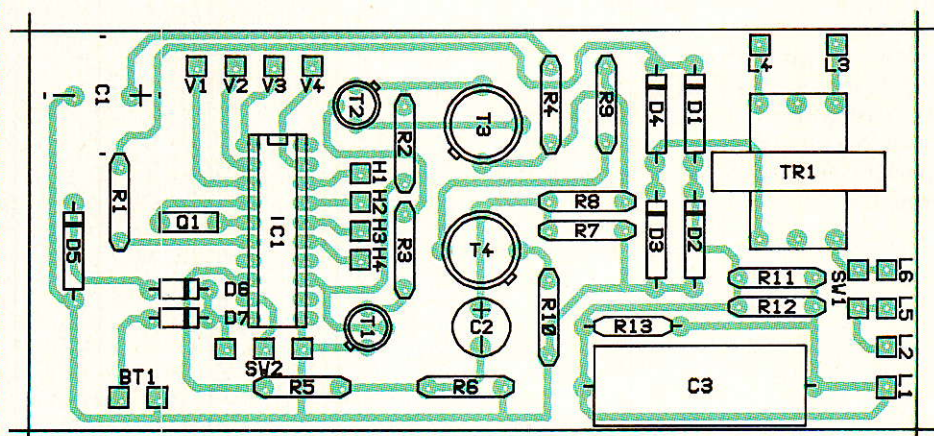 L4 L3
C1 V1 V2 V3 V4
T2 T3 R4 R9 D4 D1
R2 TR1
H1
R1 Q1 IC1 H2 R8
H3 R7
D5 H4 R3 T4 D3 D2
L6
D6 SW1 R11
D7 R10 R12 L5
T1 C2 R13
SW2 L2
BT1 R5 R6 C3 L1